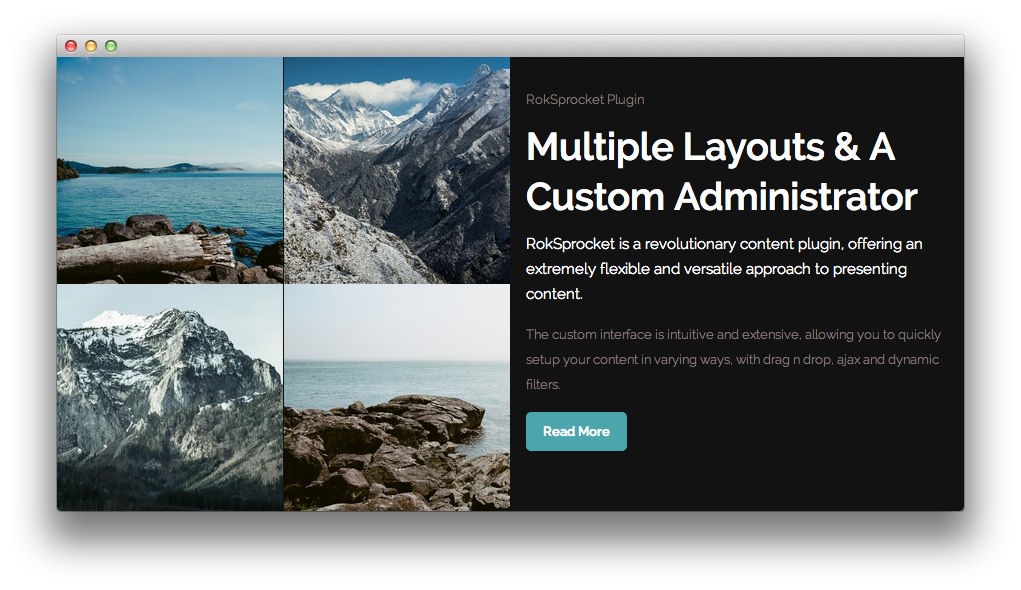 RokSprocket Plugin
Multiple Layouts & A
Custom Administrator
RokSprocket is a revolutionary content plugin, offering an
extremely flexible and versatile approach to presenting
content.
The custom interface is intuitive and extensive, allowing you to quickly
setup your content in varying ways, with drag n drop, ajax and dynamic
filters.
Read More